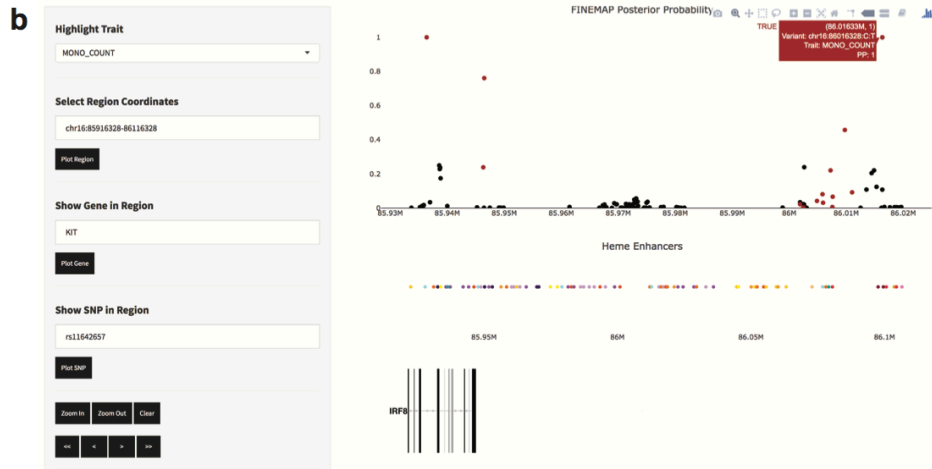 b
Highlight Trait
MONO_COUNT
Select Region Coordinates
chr16:85916328-86116328
Plot Region
Show Gene in Region
KIT
Plot Gene
Show SNP in Region
rs11642657
Plot SNP
Zoom In Zoom Out Clear
<< < > >>
FINEMAP Posterior Probability
TRUE
(86.01633M, 1)
Variant: chr16:86016328:C:T
Trait: MONO_COUNT
PP: 1
1
0.8
0.6
0.4
0.2
0
85.93M 85.94M 85.95M 85.96M 85.97M 85.98M 85.99M 86M 86.01M 86.02M
Heme Enhancers
85.95M 86M 86.05M 86.1M
IRF8